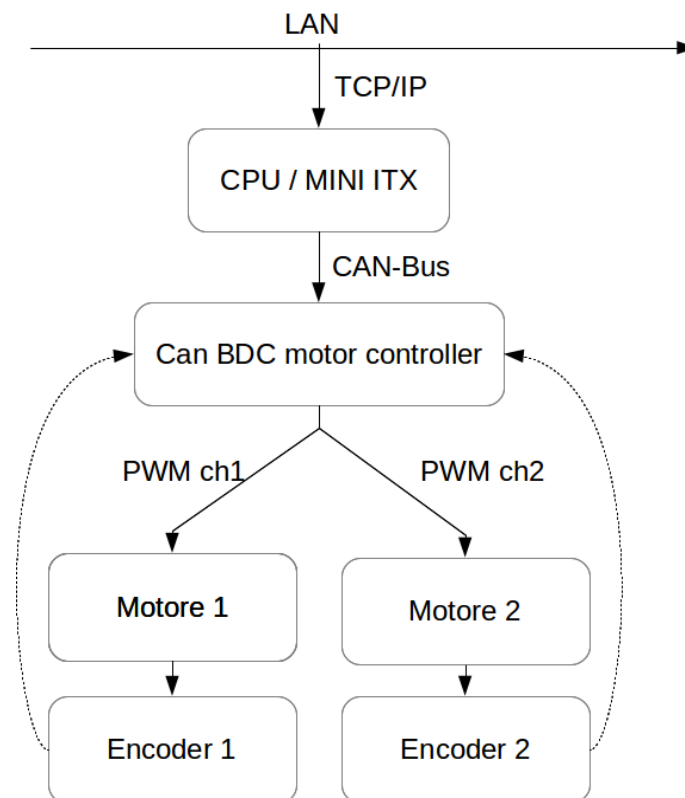 LAN
TCP/IP
CPU / MINI ITX
CAN-Bus
Can BDC motor controller
PWM ch1
PWM ch2
Motore 1
Motore 2
Encoder 1
Encoder 2